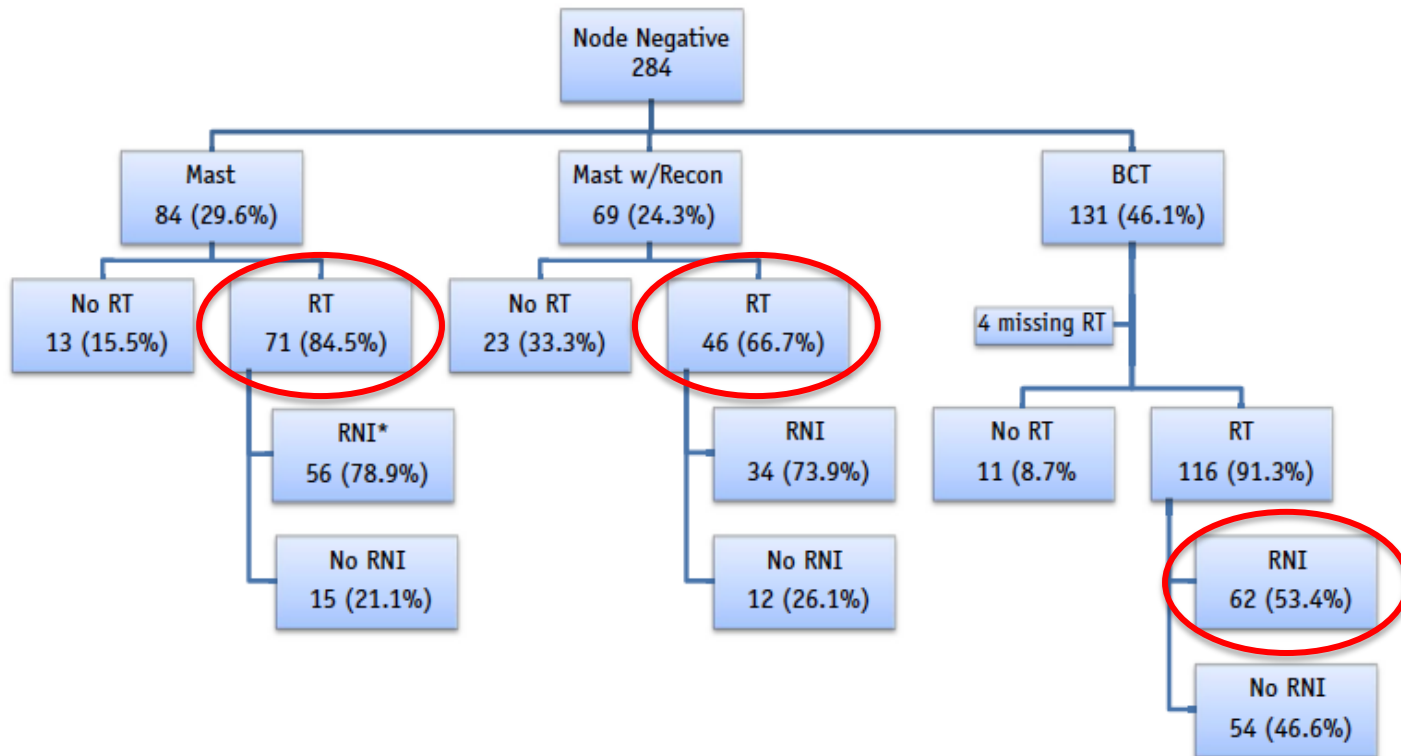 Node Negative
284
Mast
84 (29.6%)
Mast w/Recon
69 (24.3%)
BCT
131 (46.1%)
No RT
13 (15.5%)
RT
71 (84.5%)
No RT
23 (33.3%)
RT
46 (66.7%)
4 missing RT
RNI*
56 (78.9%)
RNI
34 (73.9%)
No RT
11 (8.7%
RT
116 (91.3%)
No RNI
15 (21.1%)
No RNI
12 (26.1%)
RNI
62 (53.4%)
No RNI
54 (46.6%)